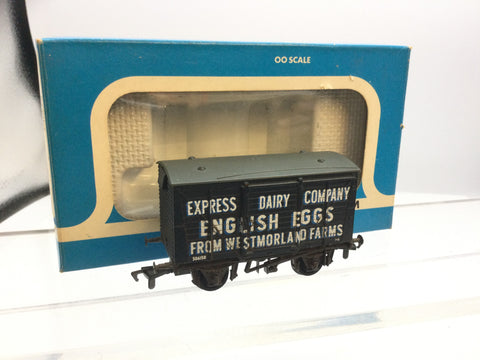 OO SCALE
EXPRESS DAIRY COMPANY
ENGLISH EGGS
FROM WESTMORLAND FARMS